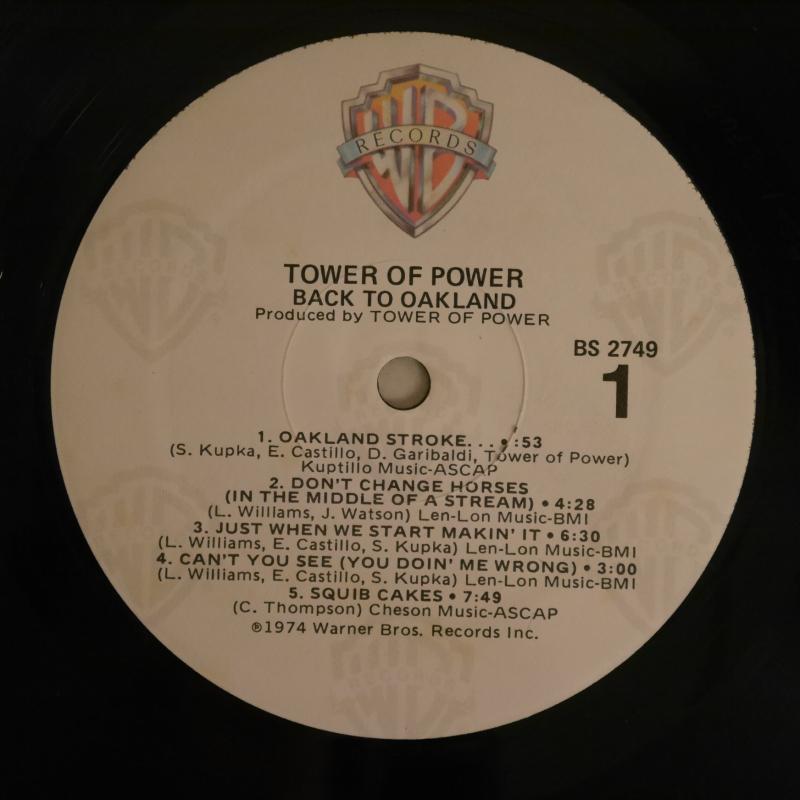 WB
RECORDS
TOWER OF POWER
BACK TO OAKLAND
Produced by TOWER OF POWER
BS 2749
1
1. OAKLAND STROKE. . . • :53
(S. Kupka, E. Castillo, D. Garibaldi, Tower of Power)
Kuptillo Music-ASCAP
2. DON'T CHANGE HORSES
(IN THE MIDDLE OF A STREAM) • 4:28
(L. Williams, J. Watson) Len-Lon Music-BMI
3. JUST WHEN WE START MAKIN' IT • 6:30
(L. Williams, E. Castillo, S. Kupka) Len-Lon Music-BMI
4. CAN'T YOU SEE (YOU DOIN' ME WRONG) • 3:00
(L. Williams, E. Castillo, S. Kupka) Len-Lon Music-BMI
5. SQUIB CAKES • 7:49
(C. Thompson) Cheson Music-ASCAP
℗1974 Warner Bros. Records Inc.